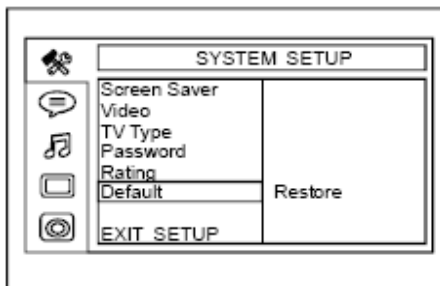 SYSTEM SETUP
Screen Saver
Video
TV Type
Password
Rating
Default Restore
EXIT SETUP